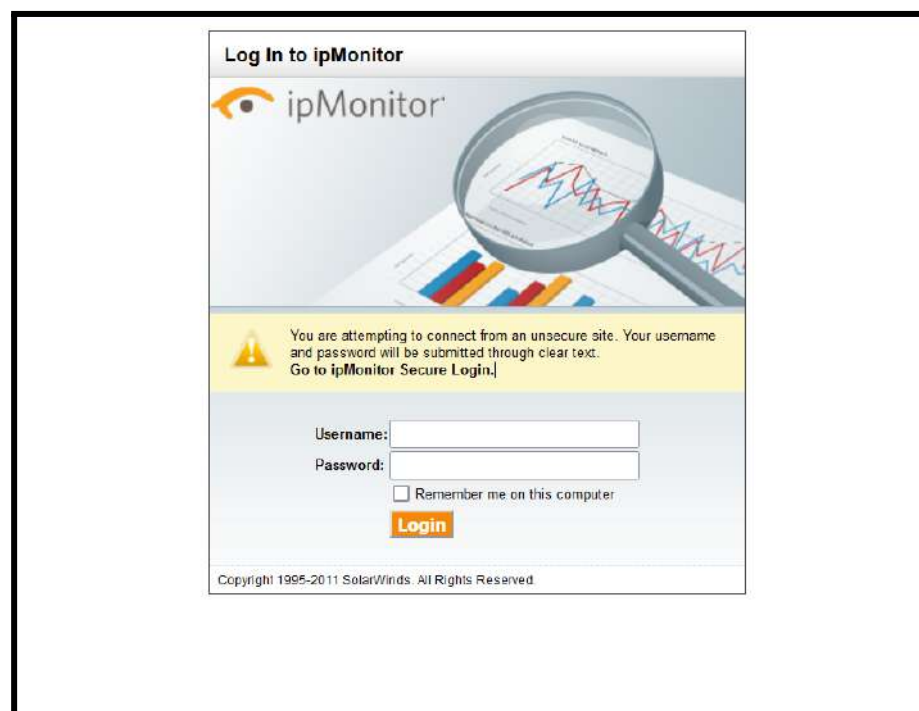 Log In to ipMonitor
ipMonitor
You are attempting to connect from an unsecure site. Your username
and password will be submitted through clear text.
Go to ipMonitor Secure Login.
Username:
Password:
Remember me on this computer
Login
Copyright 1995-2011 SolarWinds. All Rights Reserved.